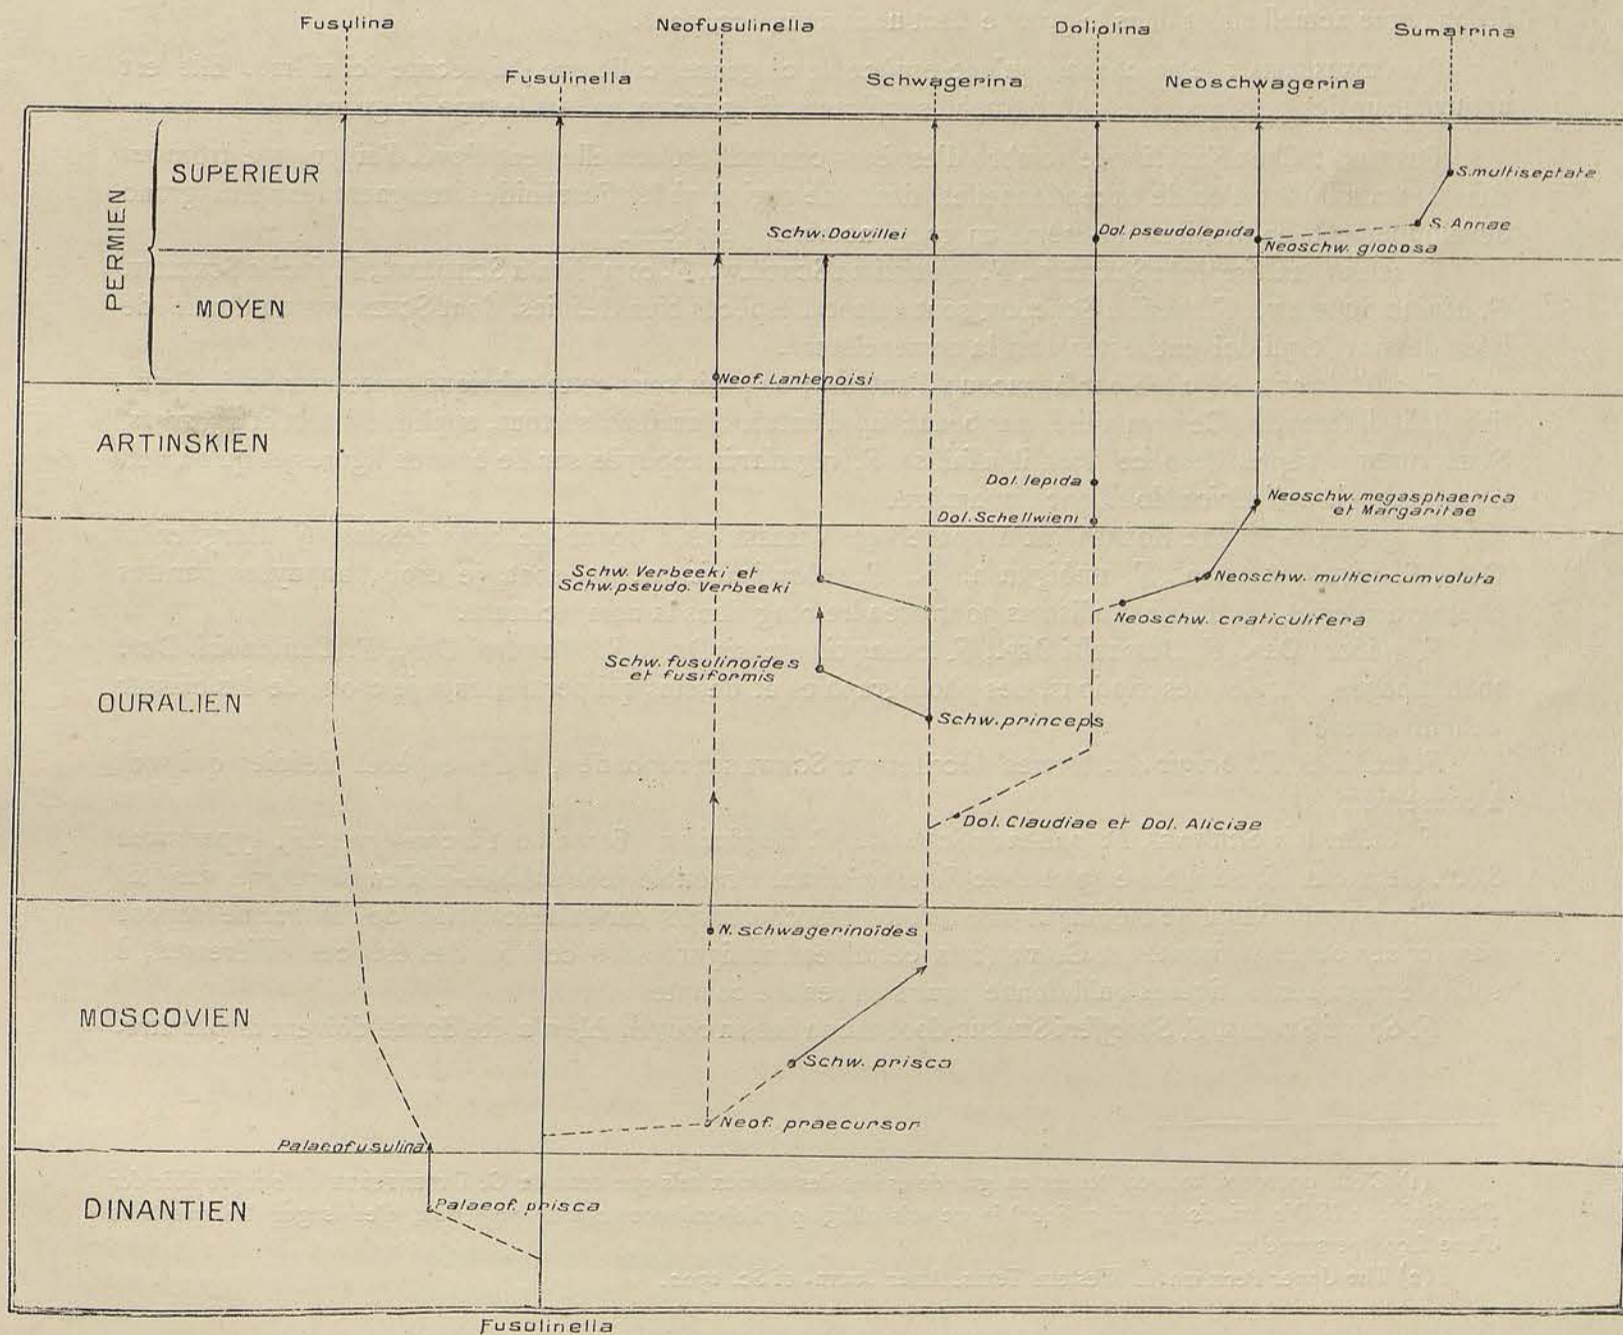 Fusulina
Neofusulinella
Doliolina
Sumatrina
Fusulinella
Schwagerina
Neoschwagerina
PERMIEN
SUPERIEUR
S. multiseptata
Schw. Douvillei
Dol. pseudolepida
S. Annae
Neoschw. globosa
MOYEN
Neof. Lantenoisi
ARTINSKIEN
Dol. lepida
Neoschw. megasphaerica
et Margaritae
Dol. Schellwieni
Schw. Verbeeki et
Schw. pseudo. Verbeeki
Neoschw. multicircumvoluta
Neoschw. craticulifera
Schw. fusulinoïdes
et fusiformis
OURALIEN
Schw. princeps
Dol. Claudiae et Dol. Aliciae
N. schwagerinoïdes
MOSCOVIEN
Schw. prisca
Neof. praecursor
Palaeofusulina
DINANTIEN
Palaeof. prisca
Fusulinella